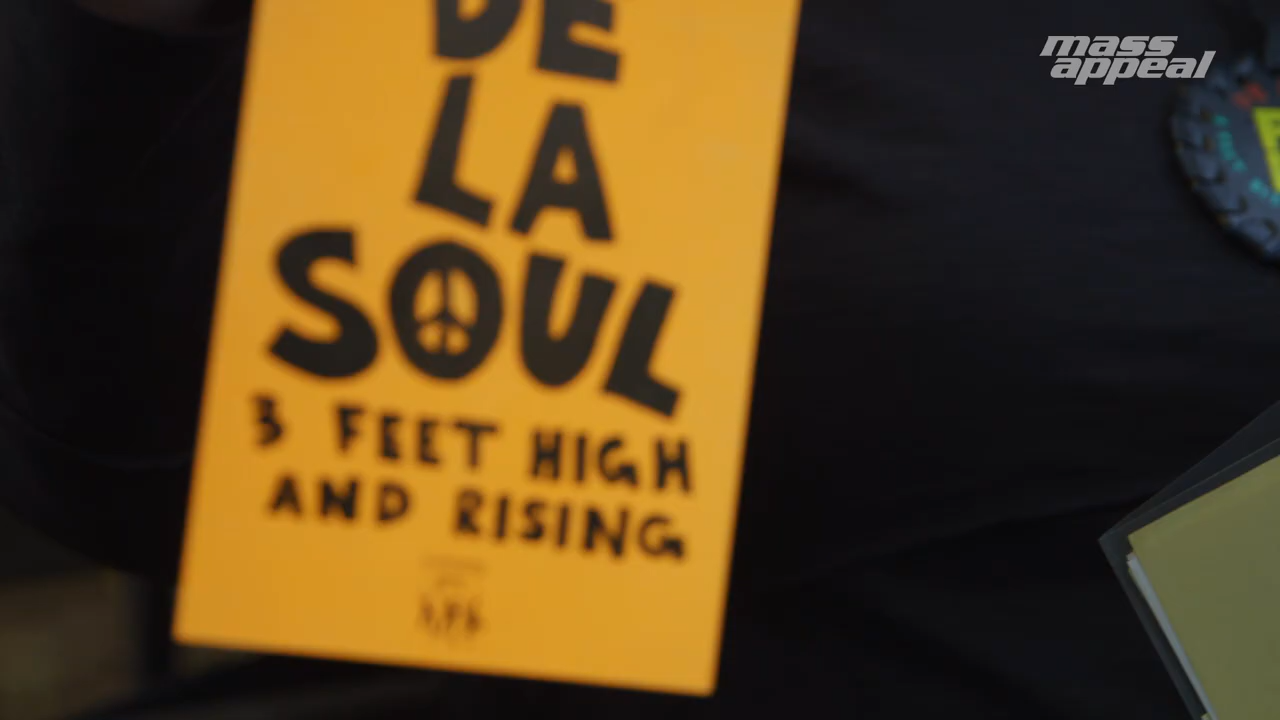 mass
appeal
DE
LA
SOUL
3 FEET HIGH
AND RISING